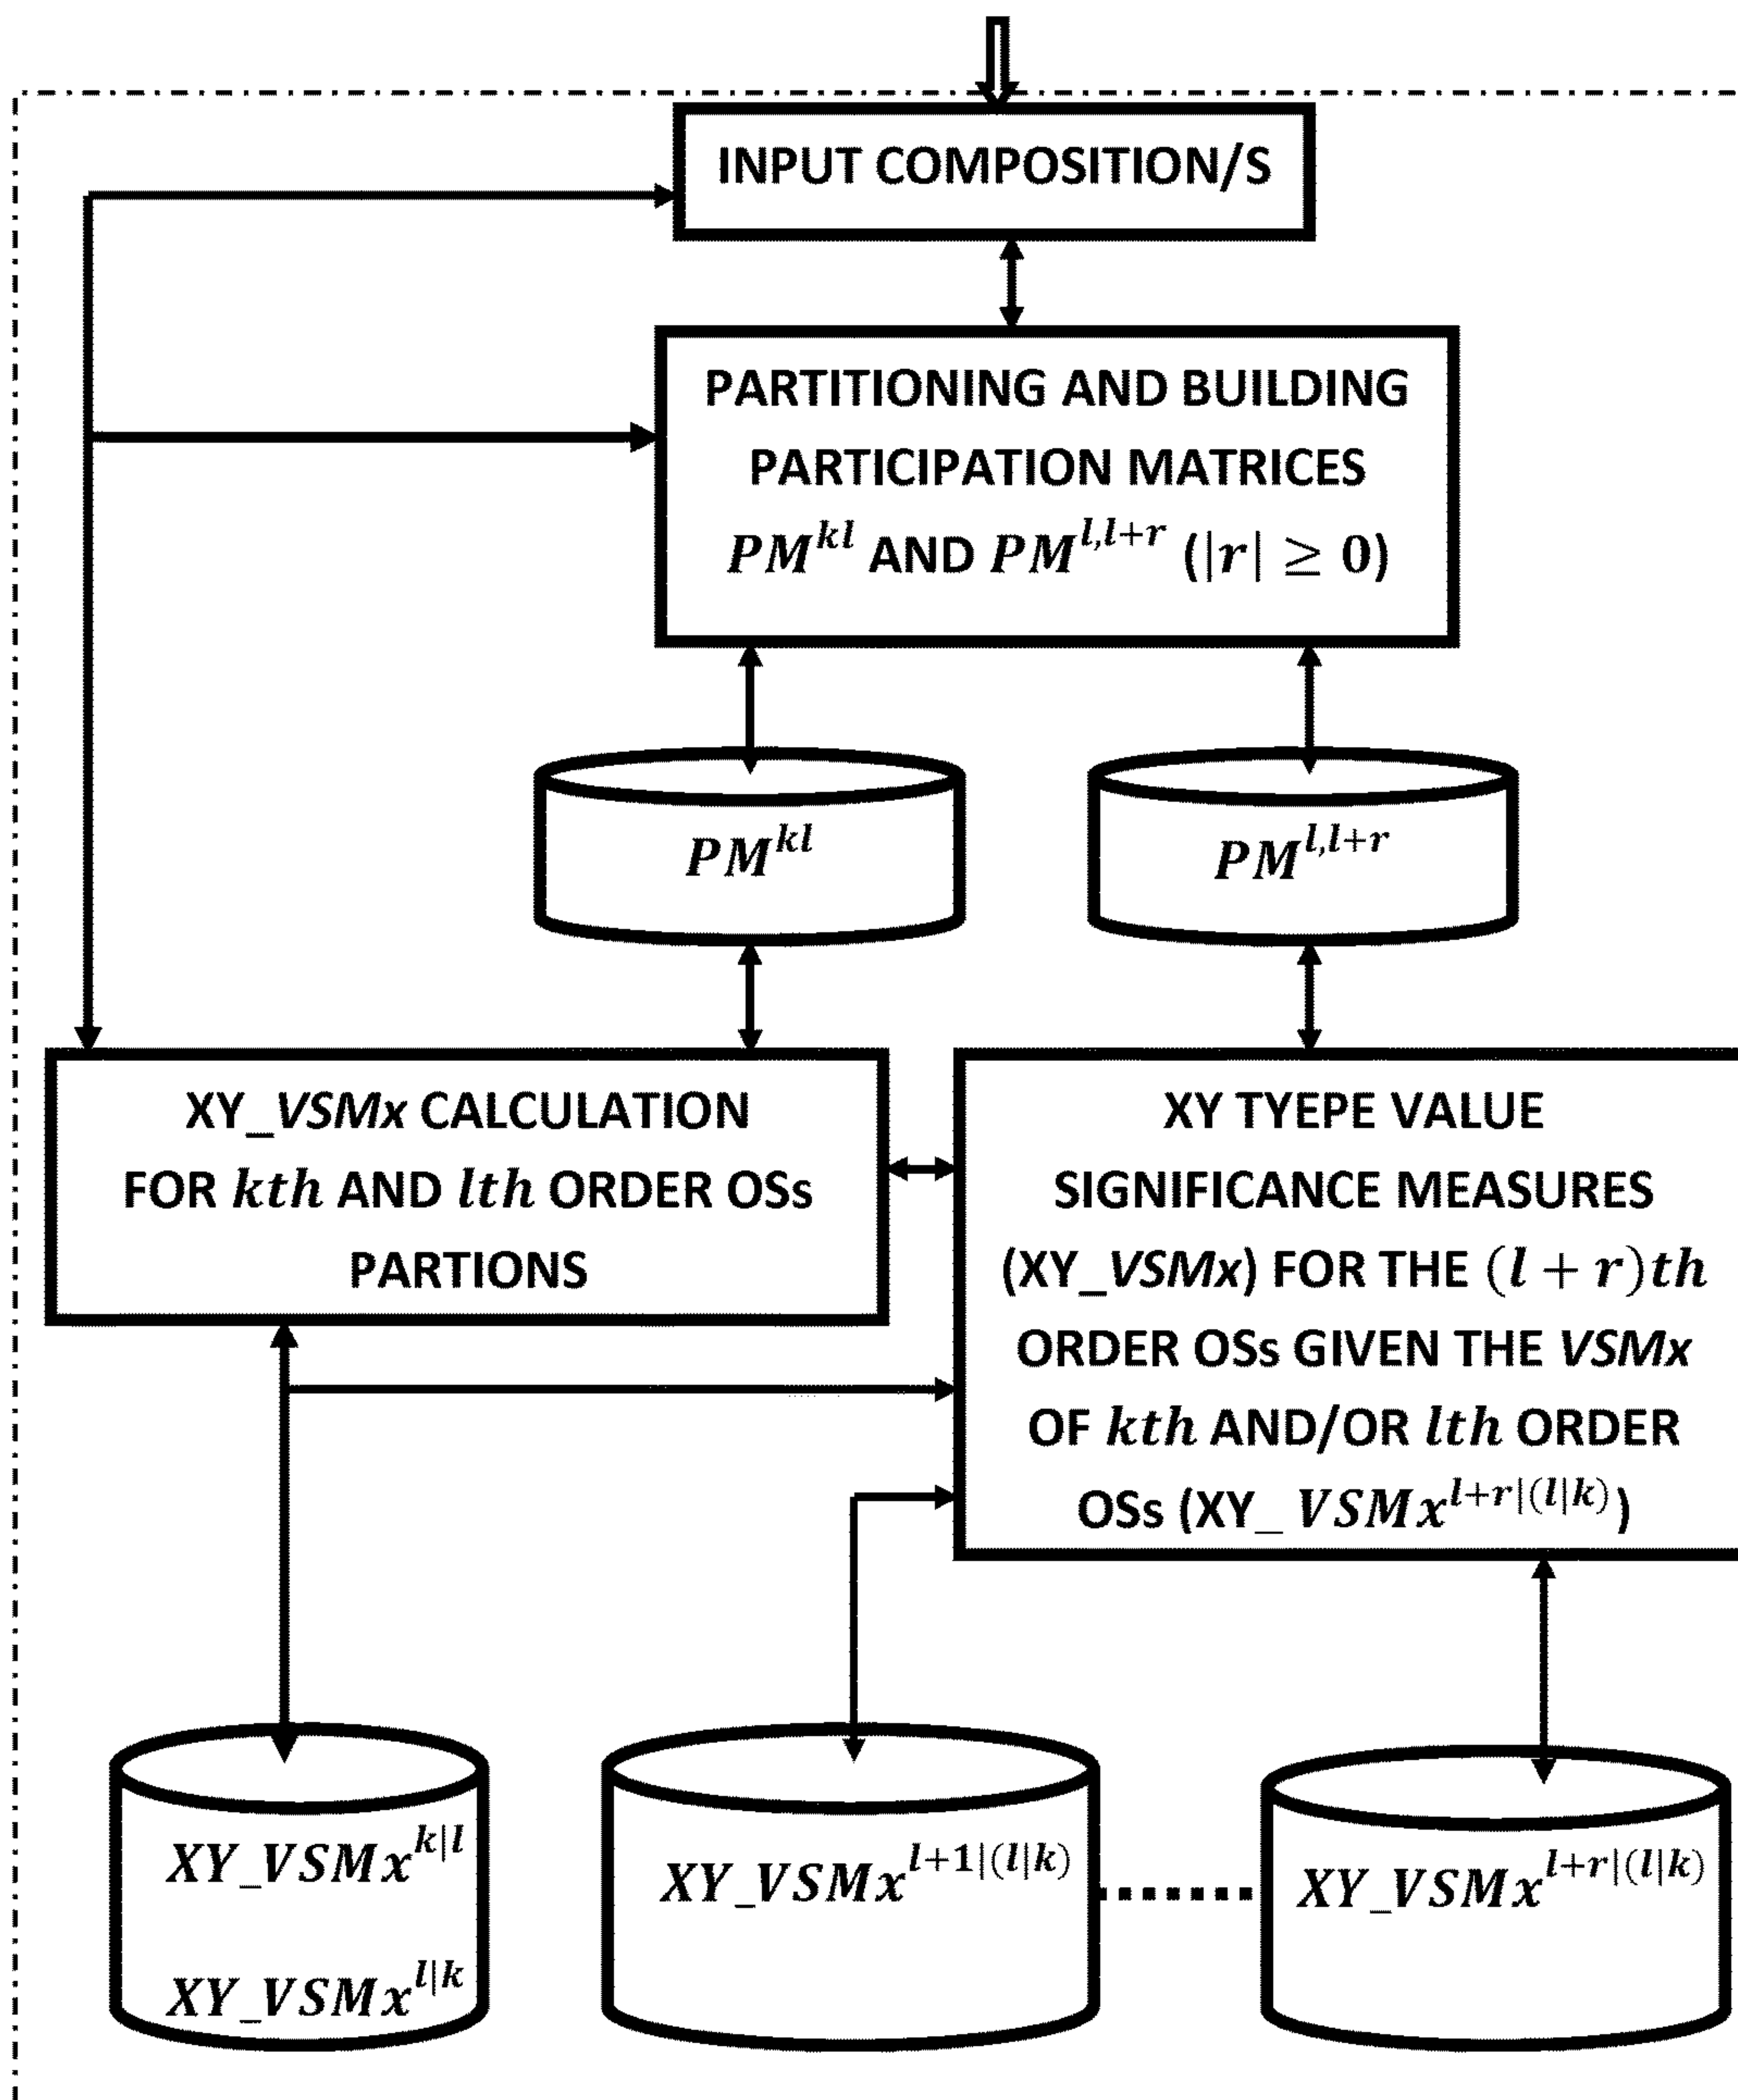 INPUT COMPOSITION/S
PARTITIONING AND BUILDING
PARTICIPATION MATRICES
PM^{kl} AND PM^{l,l+r} (|r| ≥ 0)
PM^{kl}
PM^{l,l+r}
XY_VSMx CALCULATION
FOR kth AND lth ORDER OSs
PARTIONS
XY TYEPE VALUE
SIGNIFICANCE MEASURES
(XY_VSMx) FOR THE (l + r)th
ORDER OSs GIVEN THE VSMx
OF kth AND/OR lth ORDER
OSs (XY_ VSMx^{l+r|(l|k)})
XY_VSMx^{k|l}
XY_VSMx^{l|k}
XY_VSMx^{l+1|(l|k)}
XY_VSMx^{l+r|(l|k)}